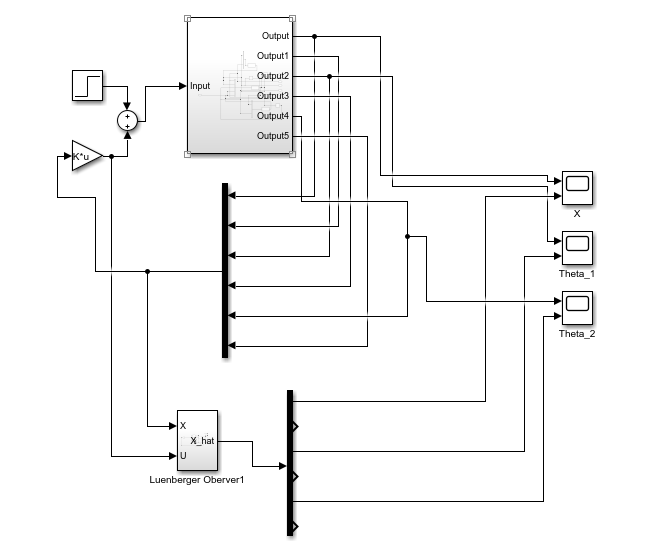 Output
Output1
Output2
Output3
Output4
Output5
Input
+
+
K*u
X
Theta_1
Theta_2
X
X_hat
U
Luenberger Oberver1